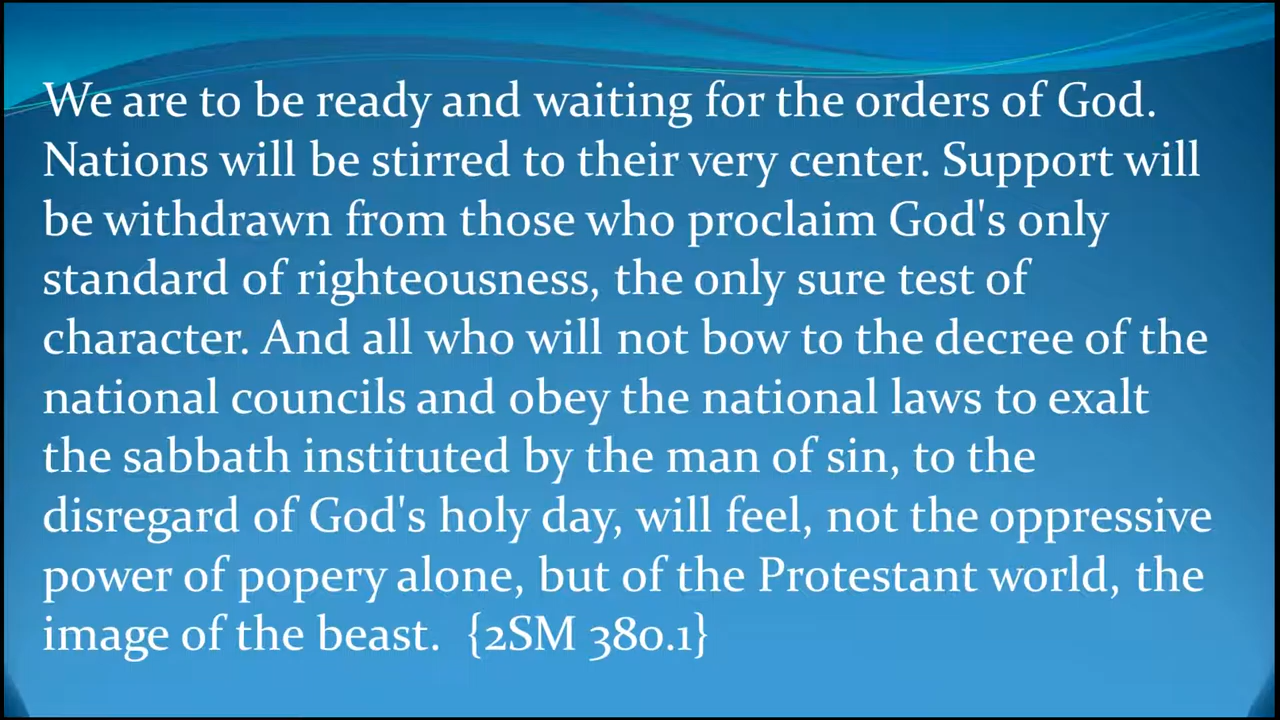 We are to be ready and waiting for the orders of God.
Nations will be stirred to their very center. Support will
be withdrawn from those who proclaim God's only
standard of righteousness, the only sure test of
character. And all who will not bow to the decree of the
national councils and obey the national laws to exalt
the sabbath instituted by the man of sin, to the
disregard of God's holy day, will feel, not the oppressive
power of popery alone, but of the Protestant world, the
image of the beast.  {2SM 380.1}